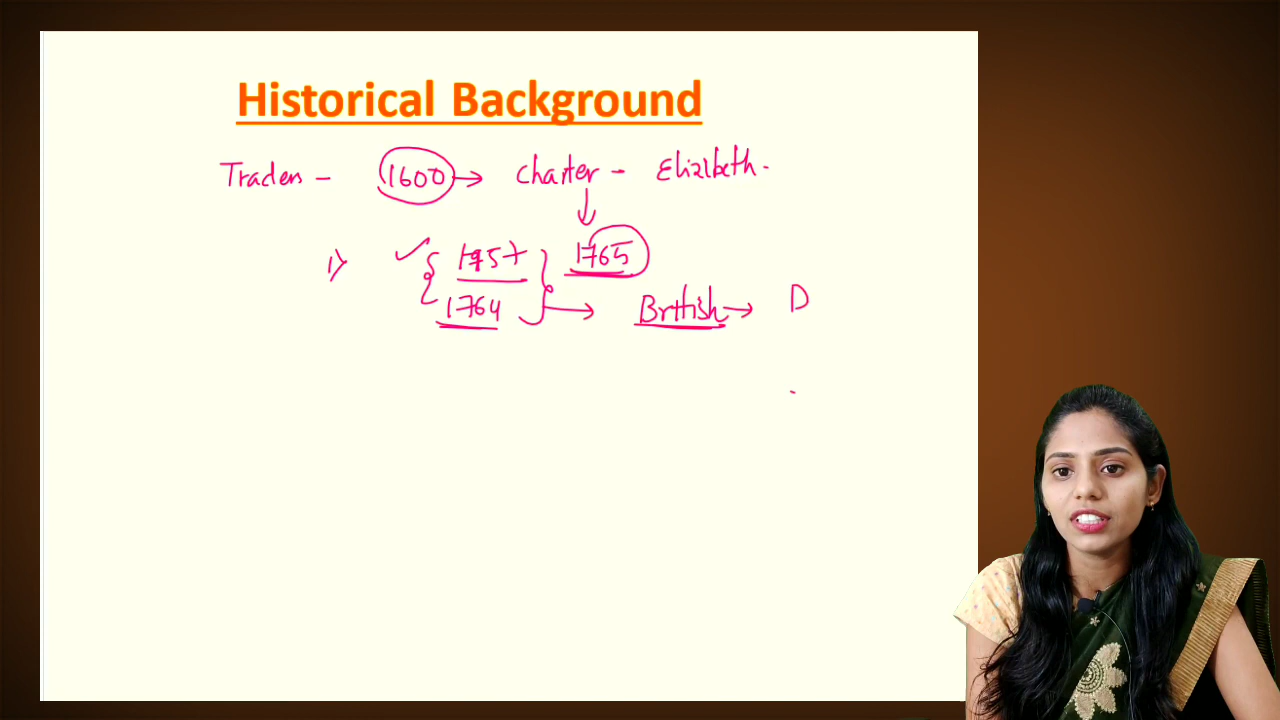 Historical Background
Traders - 1600 → charter - Elizabeth.
1) ✓ { 1757 } 1765
1764 → British → D